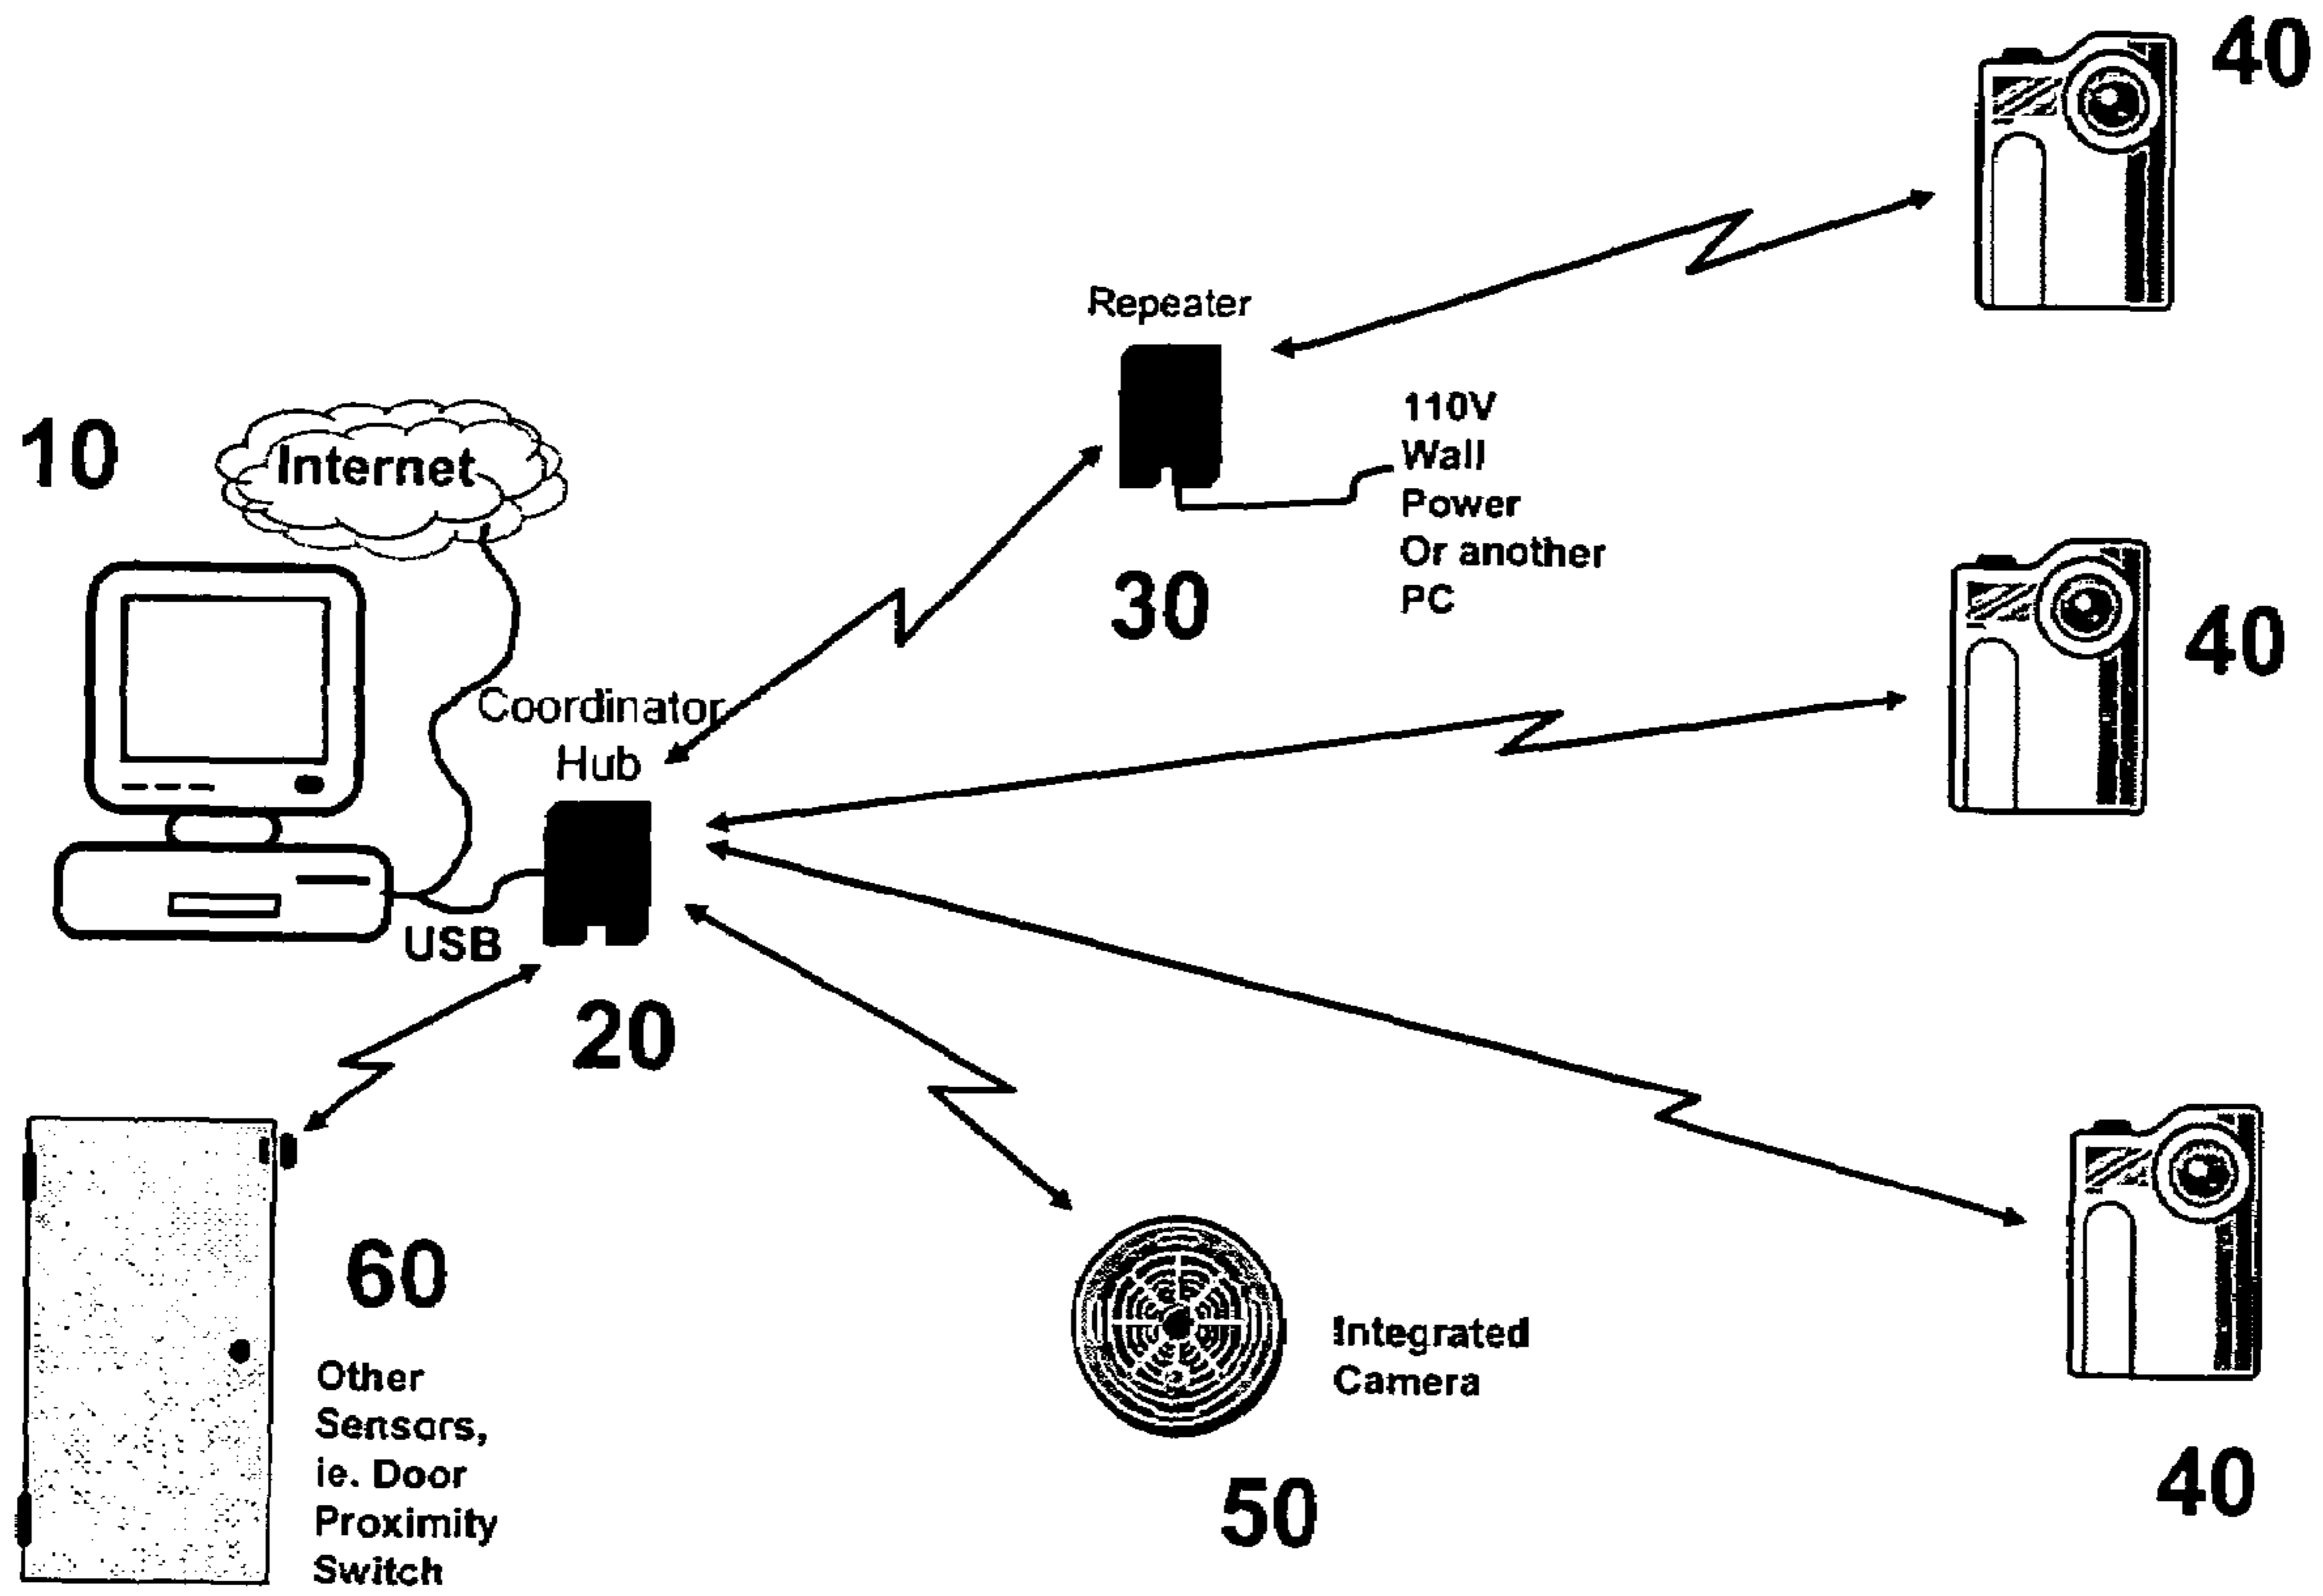 40
Repeater
10
Internet
110V
Wall
Power
Or another
PC
30
40
Coordinator
Hub
USB
20
60
Other
Sensors,
ie. Door
Proximity
Switch
Integrated
Camera
50
40